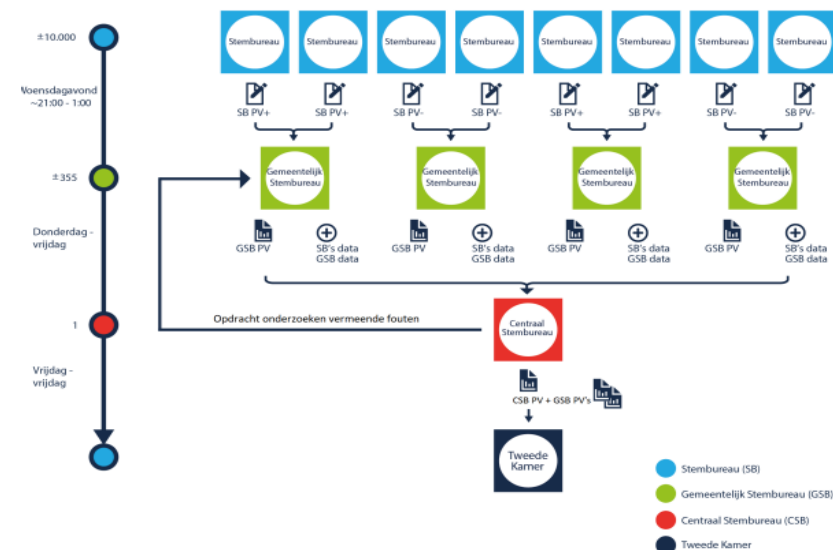 ±10.000
Woensdagavond
~21:00 - 1:00
Stembureau
Stembureau
Stembureau
Stembureau
Stembureau
Stembureau
Stembureau
Stembureau
SB PV+
SB PV+
SB PV-
SB PV-
SB PV+
SB PV+
SB PV-
SB PV-
±355
Gemeentelijk
Stembureau
Gemeentelijk
Stembureau
Gemeentelijk
Stembureau
Gemeentelijk
Stembureau
Donderdag -
vrijdag
GSB PV
SB's data
GSB data
GSB PV
SB's data
GSB data
GSB PV
SB's data
GSB data
GSB PV
SB's data
GSB data
1
Opdracht onderzoeken vermeende fouten
Centraal
Stembureau
Vrijdag -
vrijdag
CSB PV + GSB PV's
Tweede
Kamer
Stembureau (SB)
Gemeentelijk Stembureau (GSB)
Centraal Stembureau (CSB)
Tweede Kamer